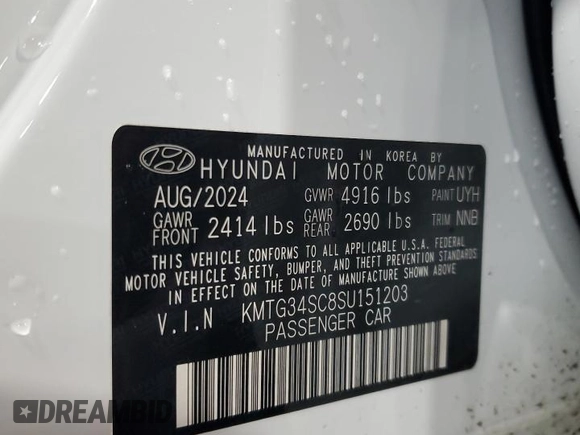 MANUFACTURED IN KOREA BY
HYUNDAI MOTOR COMPANY
AUG/2024 GVWR 4916 lbs PAINT UYH
GAWR FRONT 2414 lbs GAWR REAR 2690 lbs TRIM NNB
THIS VEHICLE CONFORMS TO ALL APPLICABLE U.S.A. FEDERAL
MOTOR VEHICLE SAFETY, BUMPER, AND THEFT PREVENTION STANDARDS
IN EFFECT ON THE DATE OF MANUFACTURE SHOWN ABOVE.
V.I.N KMTG34SC8SU151203
PASSENGER CAR
DREAMBID